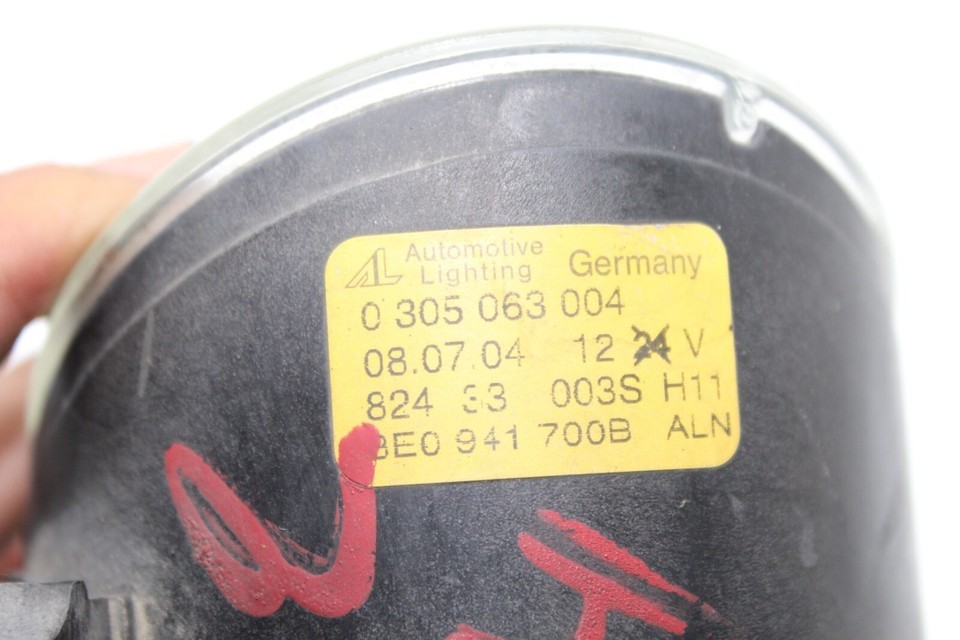 AL Automotive
Lighting Germany
0 305 063 004
08.07.04 12 24 V
824 33 003S H11
8E0 941 700B ALN